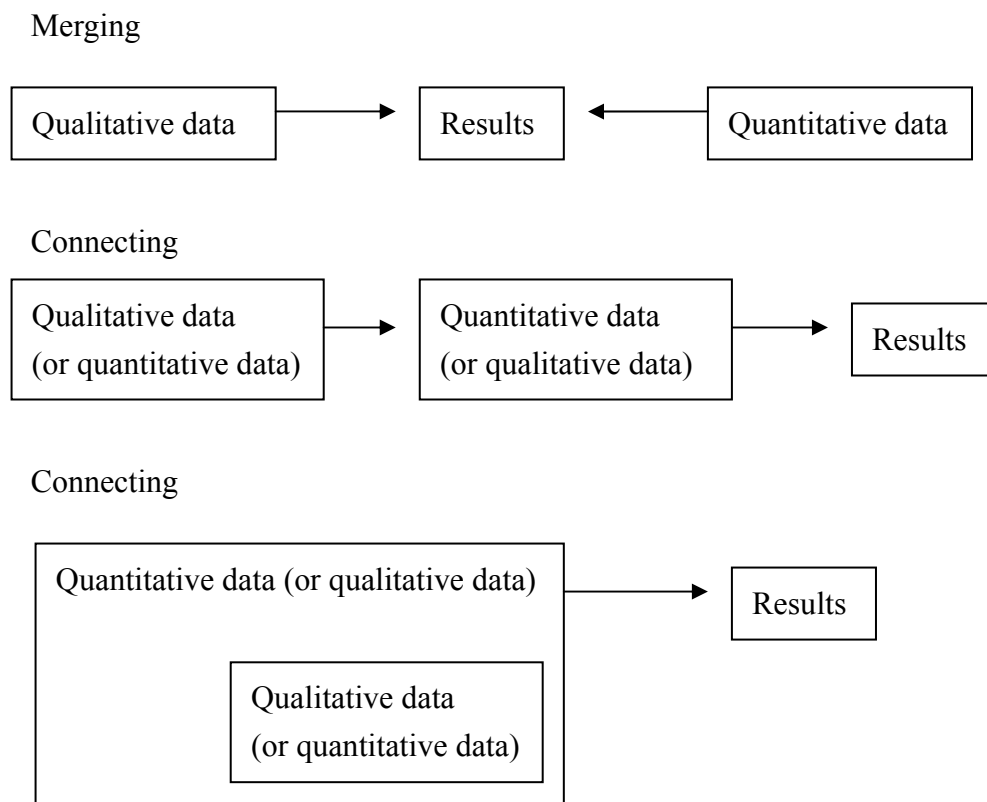 Merging
Qualitative data
Results
Quantitative data
Connecting
Qualitative data
(or quantitative data)
Quantitative data
(or qualitative data)
Results
Connecting
Quantitative data (or qualitative data)
Results
Qualitative data
(or quantitative data)